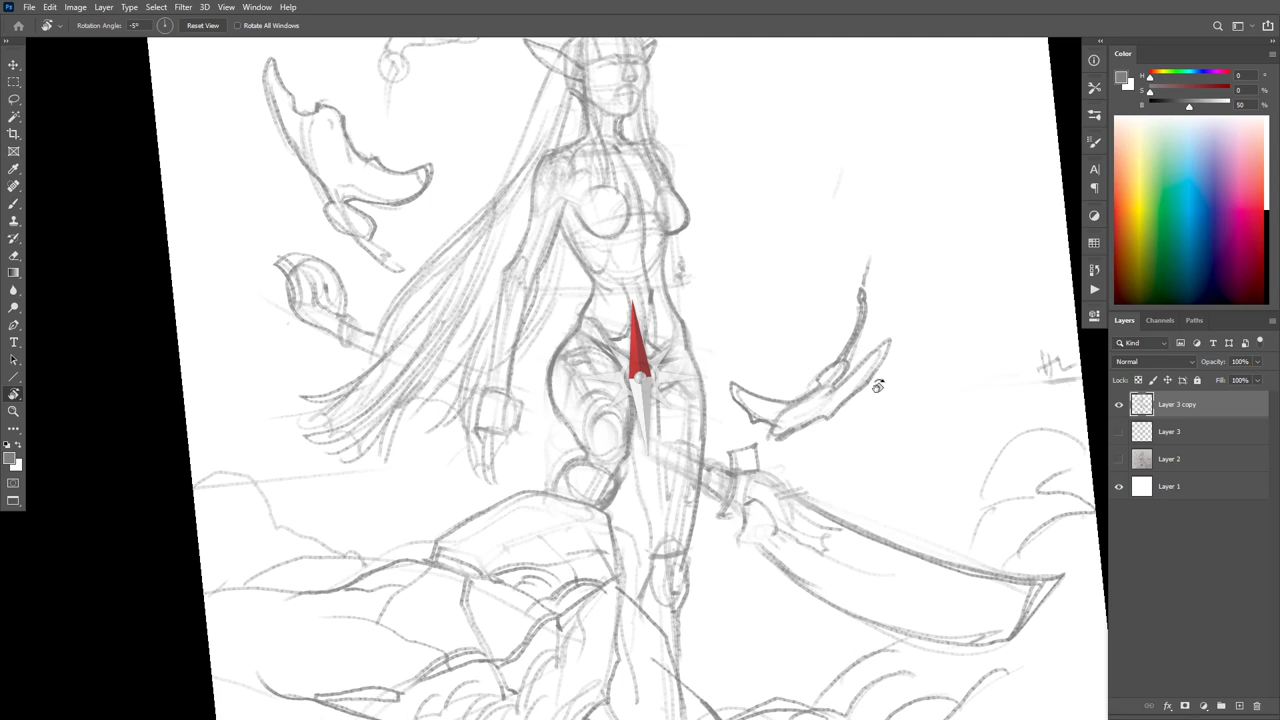 Ps File Edit Image Layer Type Select Filter 3D View Window Help
Rotation Angle: -5° Reset View Rotate All Windows
Color
H 0 °
S 0 %
B 50 %
Layers Channels Paths
Kind
Normal Opacity: 100%
Lock: Fill: 100%
Layer 3 copy
Layer 3
Layer 2
Layer 1